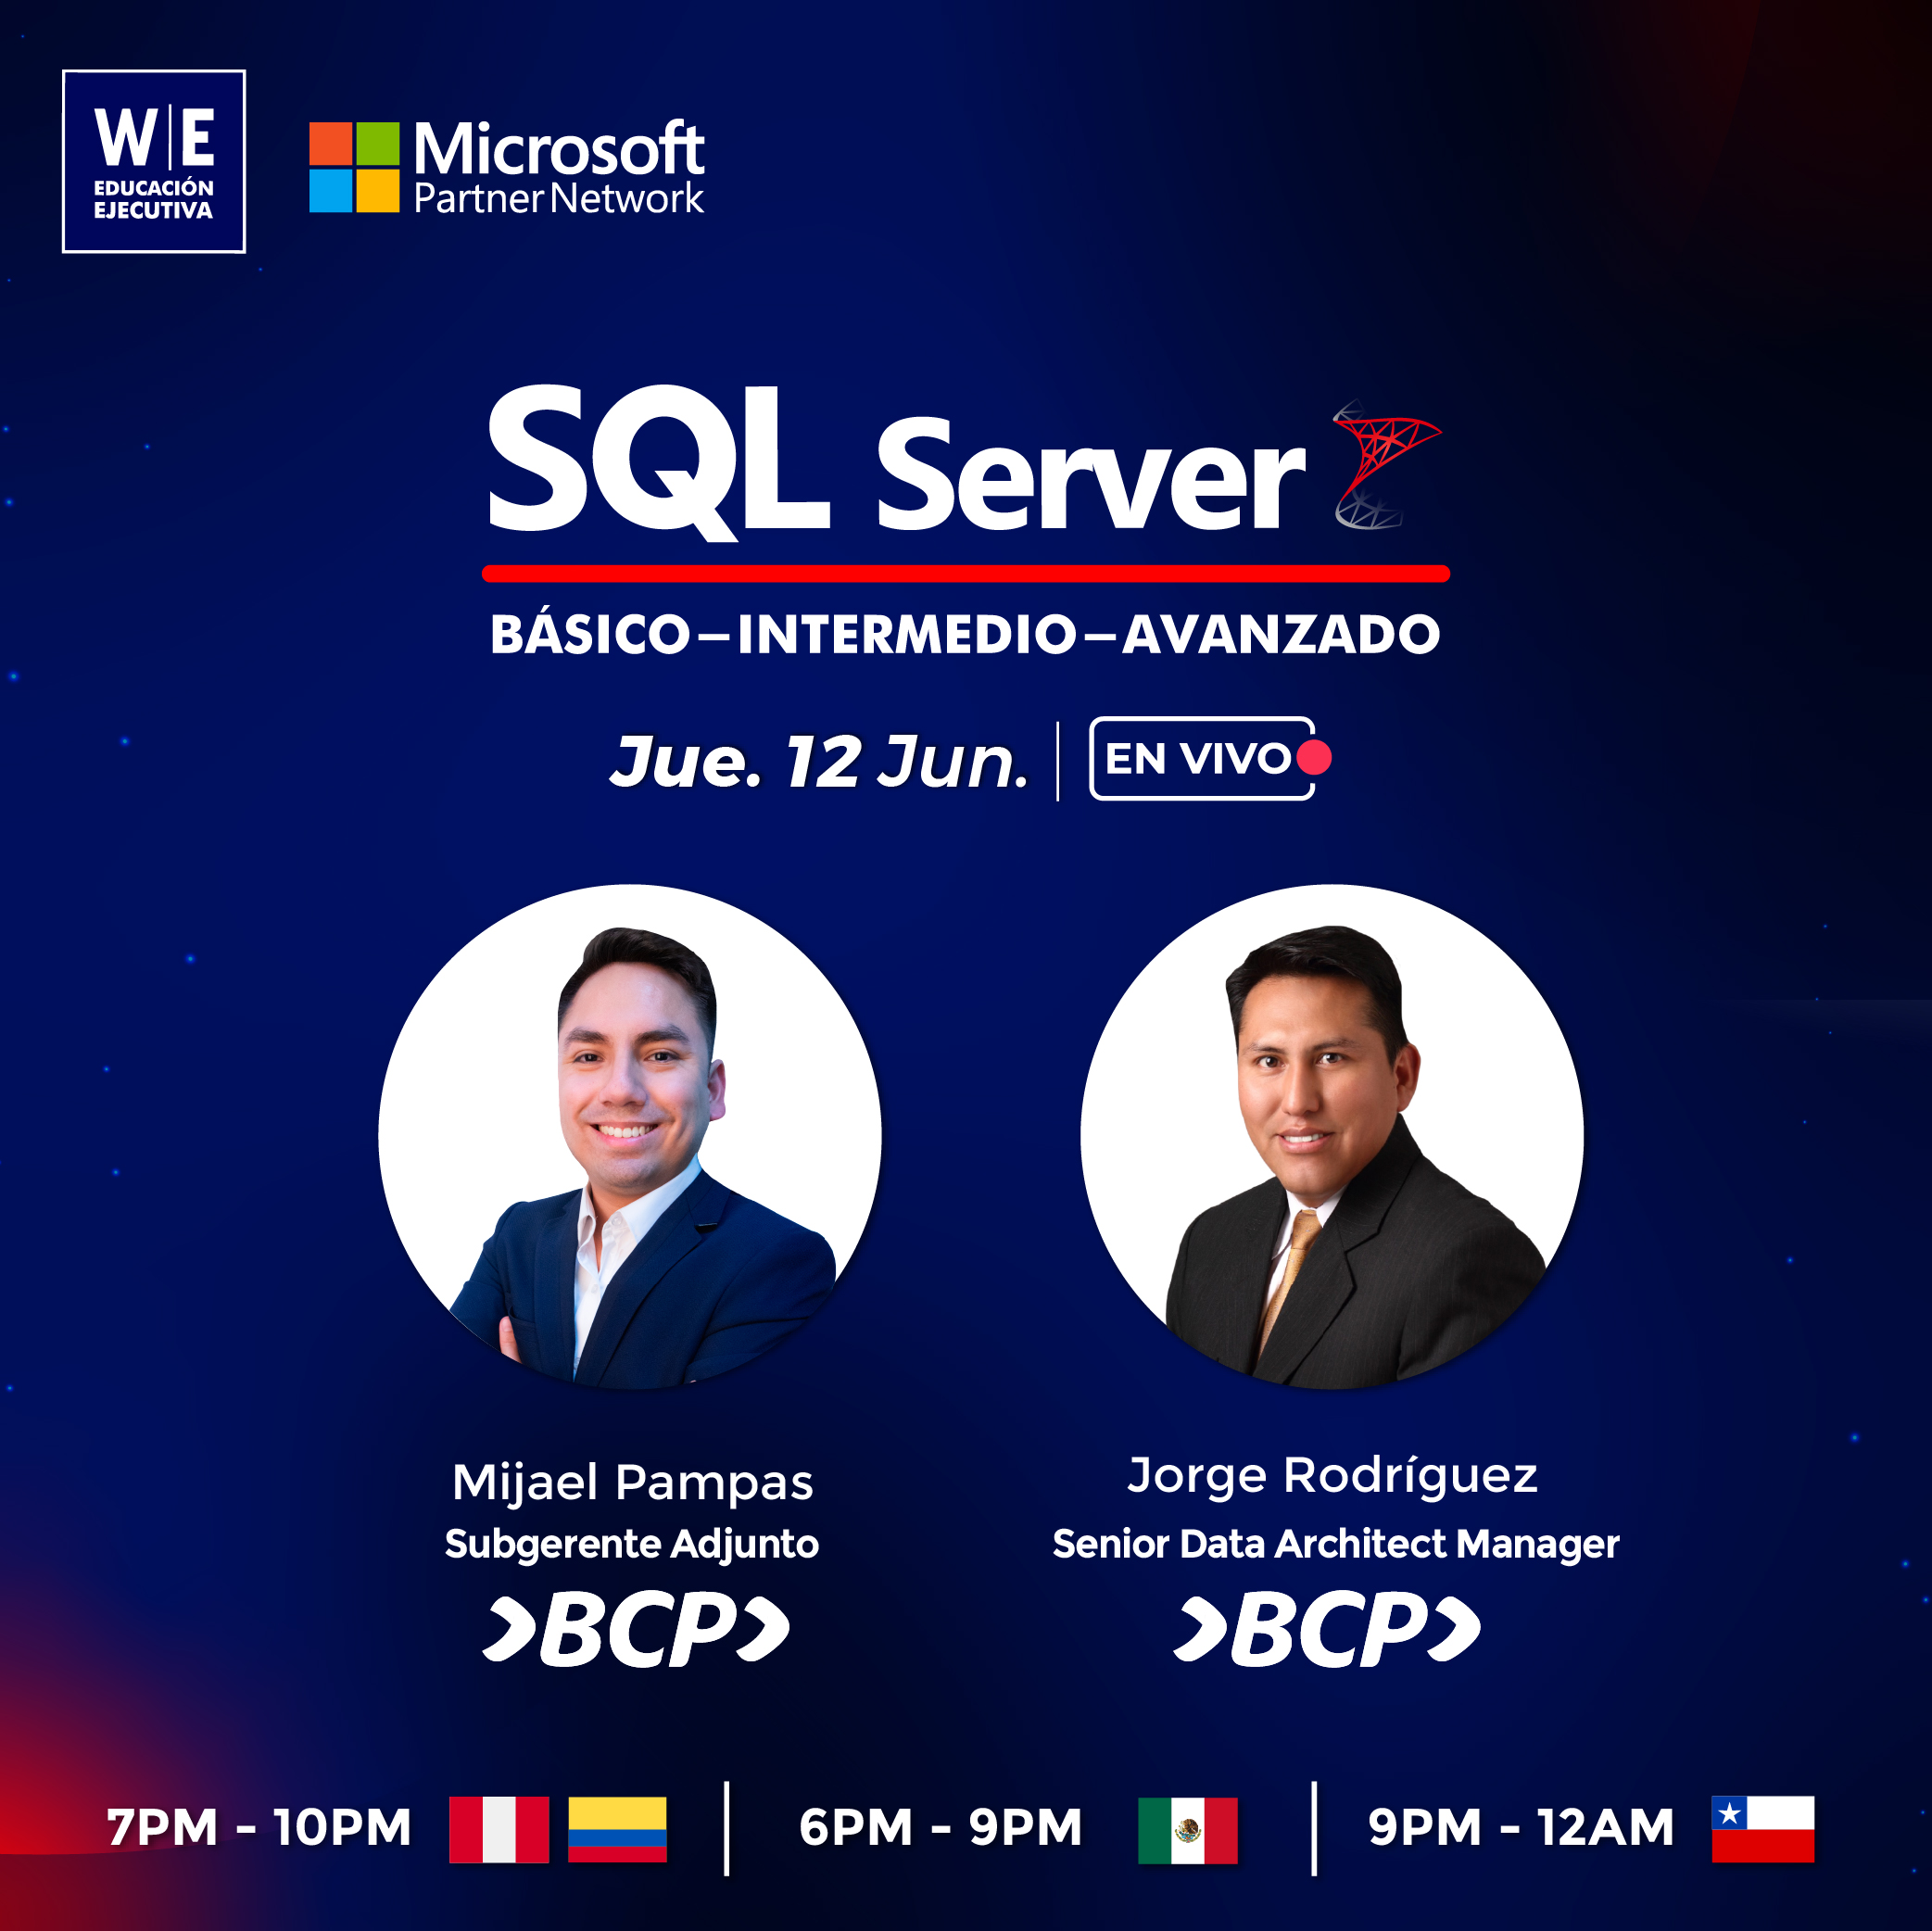 W|E
EDUCACIÓN
EJECUTIVA
Microsoft
Partner Network
SQL Server
BÁSICO–INTERMEDIO–AVANZADO
Jue. 12 Jun. | EN VIVO
Mijael Pampas
Subgerente Adjunto
BCP
Jorge Rodríguez
Senior Data Architect Manager
BCP
7PM - 10PM | 6PM - 9PM | 9PM - 12AM